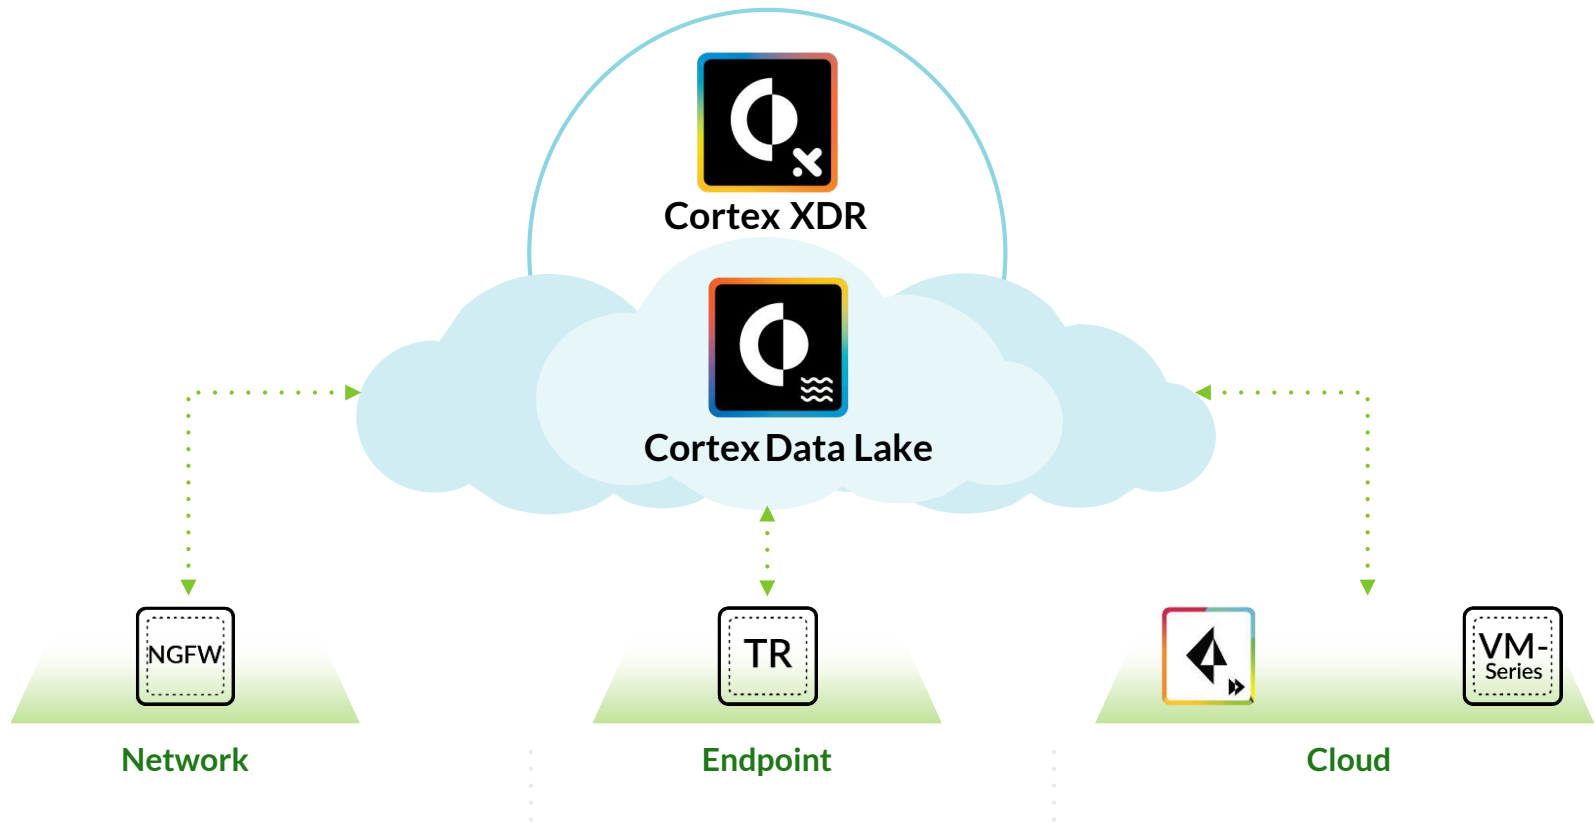 Cortex XDR
Cortex Data Lake
NGFW
TR
VM-
Series
Network
Endpoint
Cloud